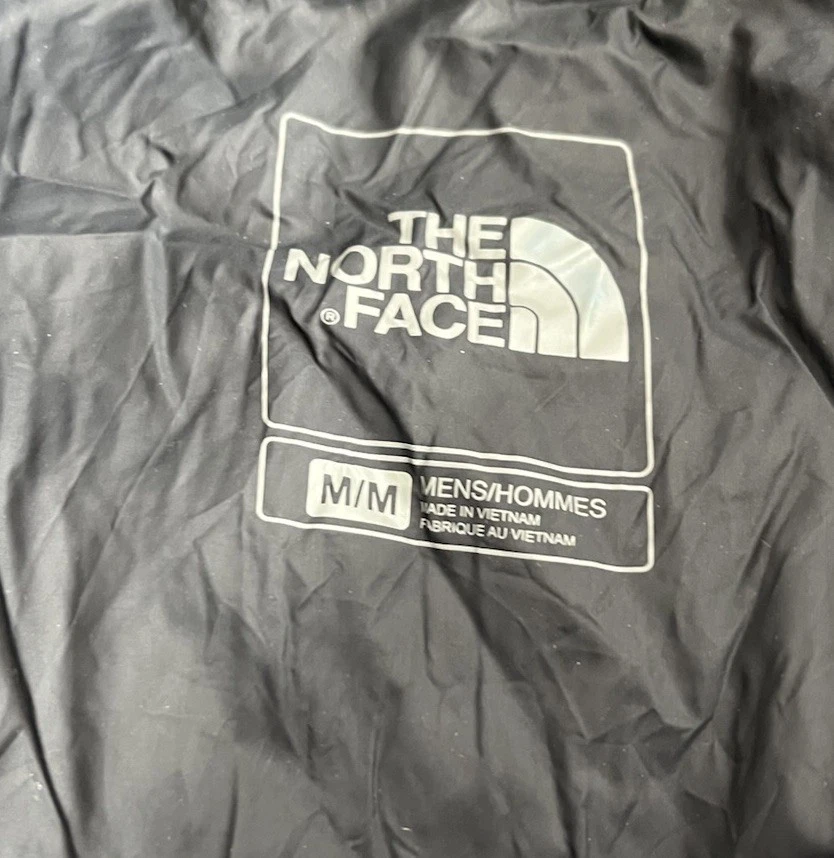 THE
NORTH
®FACE
M/M MENS/HOMMES
MADE IN VIETNAM
FABRIQUE AU VIETNAM